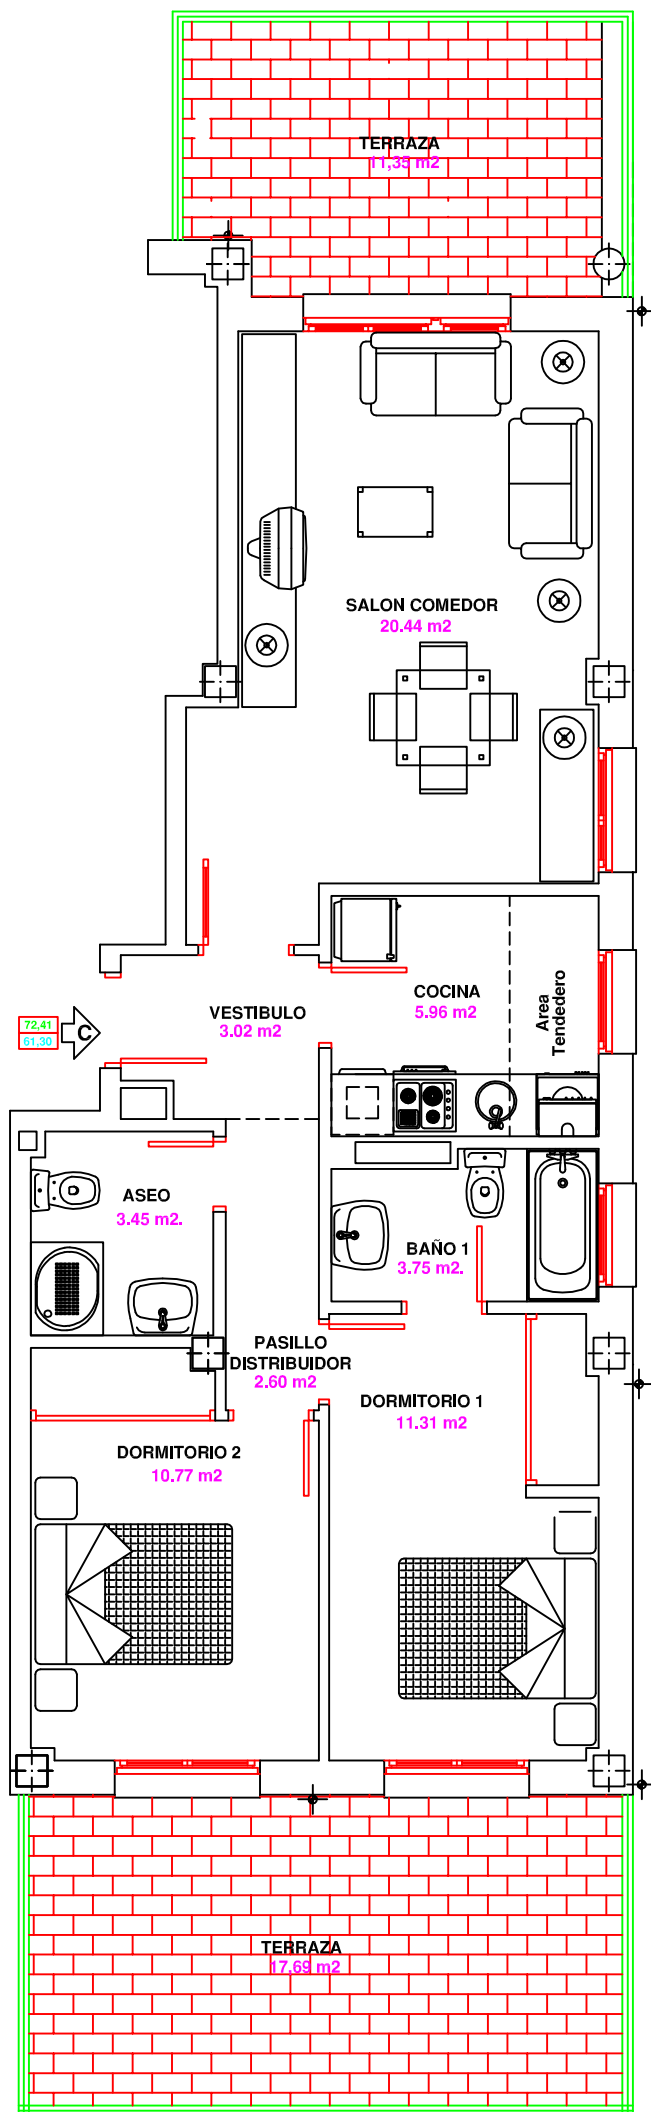 TERRAZA
11,35 m2
SALON COMEDOR
20.44 m2
COCINA
5.96 m2
Area
Tendedero
VESTIBULO
3.02 m2
72,41
61,30
C
ASEO
3.45 m2.
BAÑO 1
3.75 m2.
PASILLO
DISTRIBUIDOR
2.60 m2
DORMITORIO 1
11.31 m2
DORMITORIO 2
10.77 m2
TERRAZA
17,69 m2